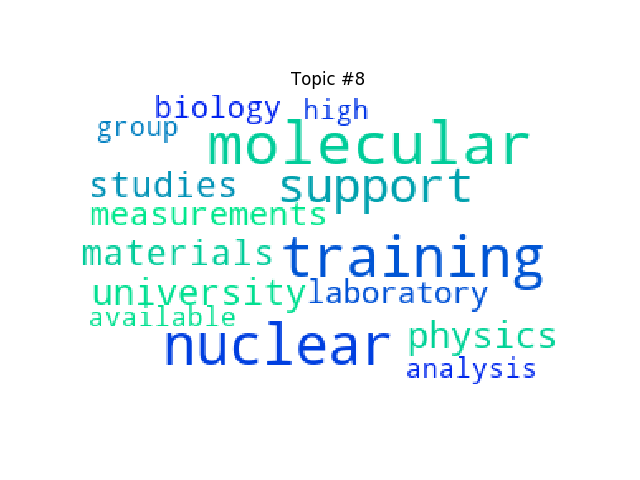 Topic #8
biology high
group
molecular
studies support
measurements
materials training
university laboratory
available
nuclear physics
analysis